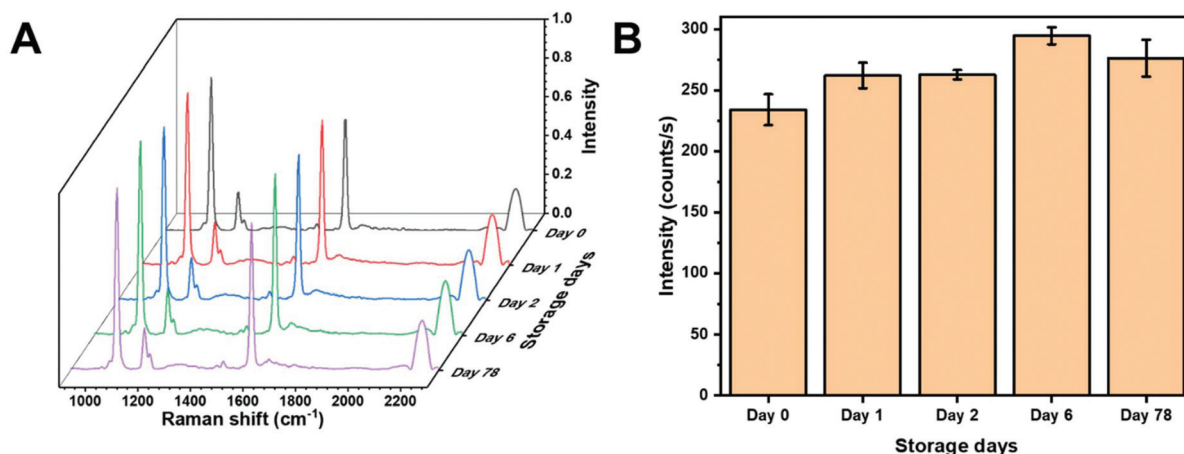 A
1.0
0.8
0.6
0.4
0.2
0.0
Intensity
Day 0
Day 1
Day 2
Day 6
Day 78
Storage days
1000 1200 1400 1600 1800 2000 2200
Raman shift (cm⁻¹)
B
300
250
200
150
100
50
0
Intensity (counts/s)
Day 0 Day 1 Day 2 Day 6 Day 78
Storage days